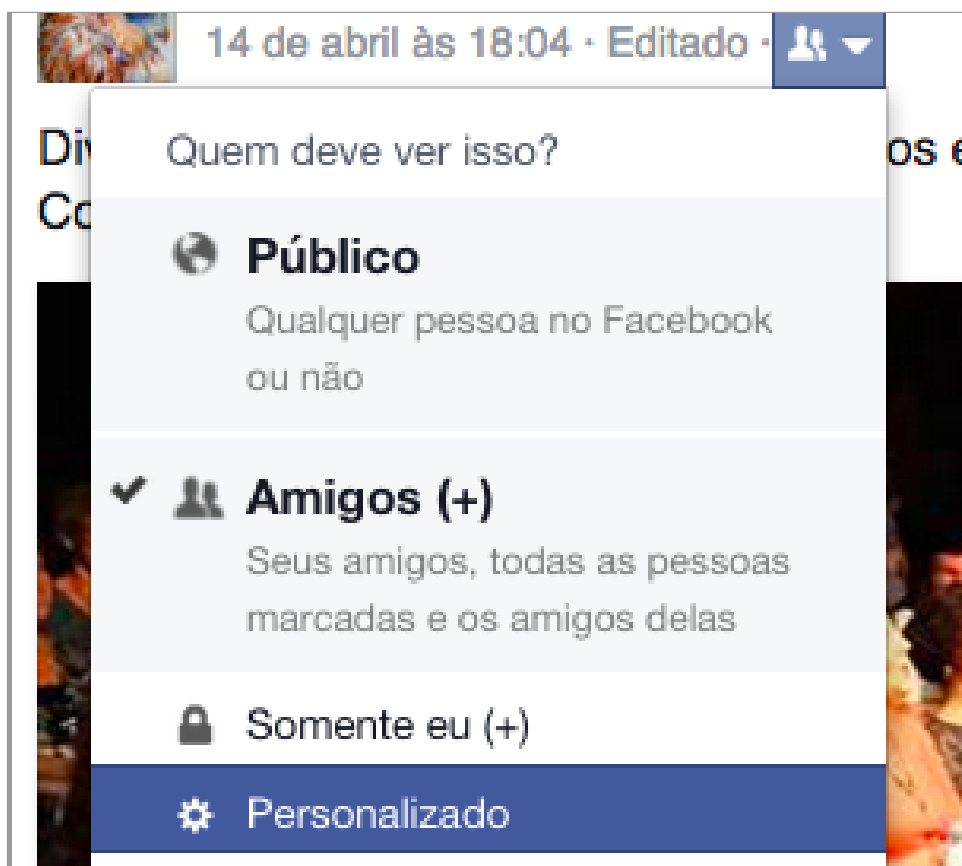 14 de abril às 18:04 · Editado ·
Quem deve ver isso?
os
Público
Qualquer pessoa no Facebook
ou não
Amigos (+)
Seus amigos, todas as pessoas
marcadas e os amigos delas
Somente eu (+)
Personalizado